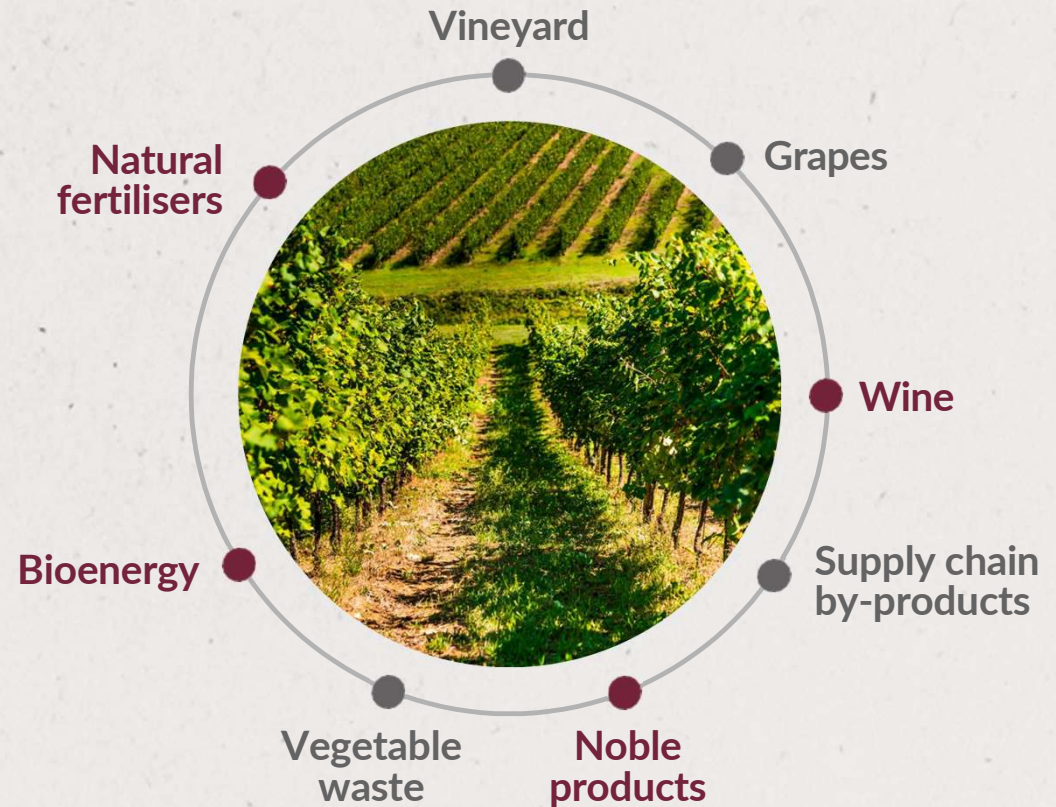 Vineyard
Grapes
Wine
Supply chain
by-products
Noble
products
Vegetable
waste
Bioenergy
Natural
fertilisers